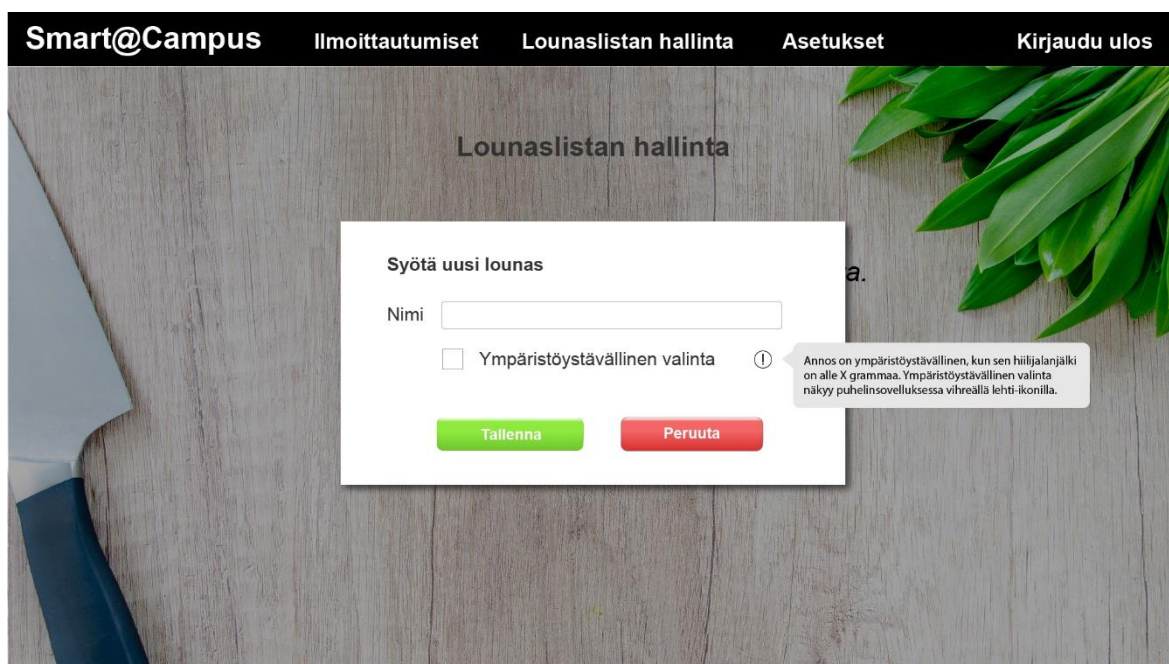 Smart@Campus Ilmoittautumiset Lounaslistan hallinta Asetukset Kirjaudu ulos
Lounaslistan hallinta
Syötä uusi lounas
a.
Nimi
Ympäristöystävällinen valinta
Annos on ympäristöystävällinen, kun sen hiilijalanjälki
on alle X grammaa. Ympäristöystävällinen valinta
näkyy puhelinsovelluksessa vihreällä lehti-ikonilla.
Tallenna Peruuta